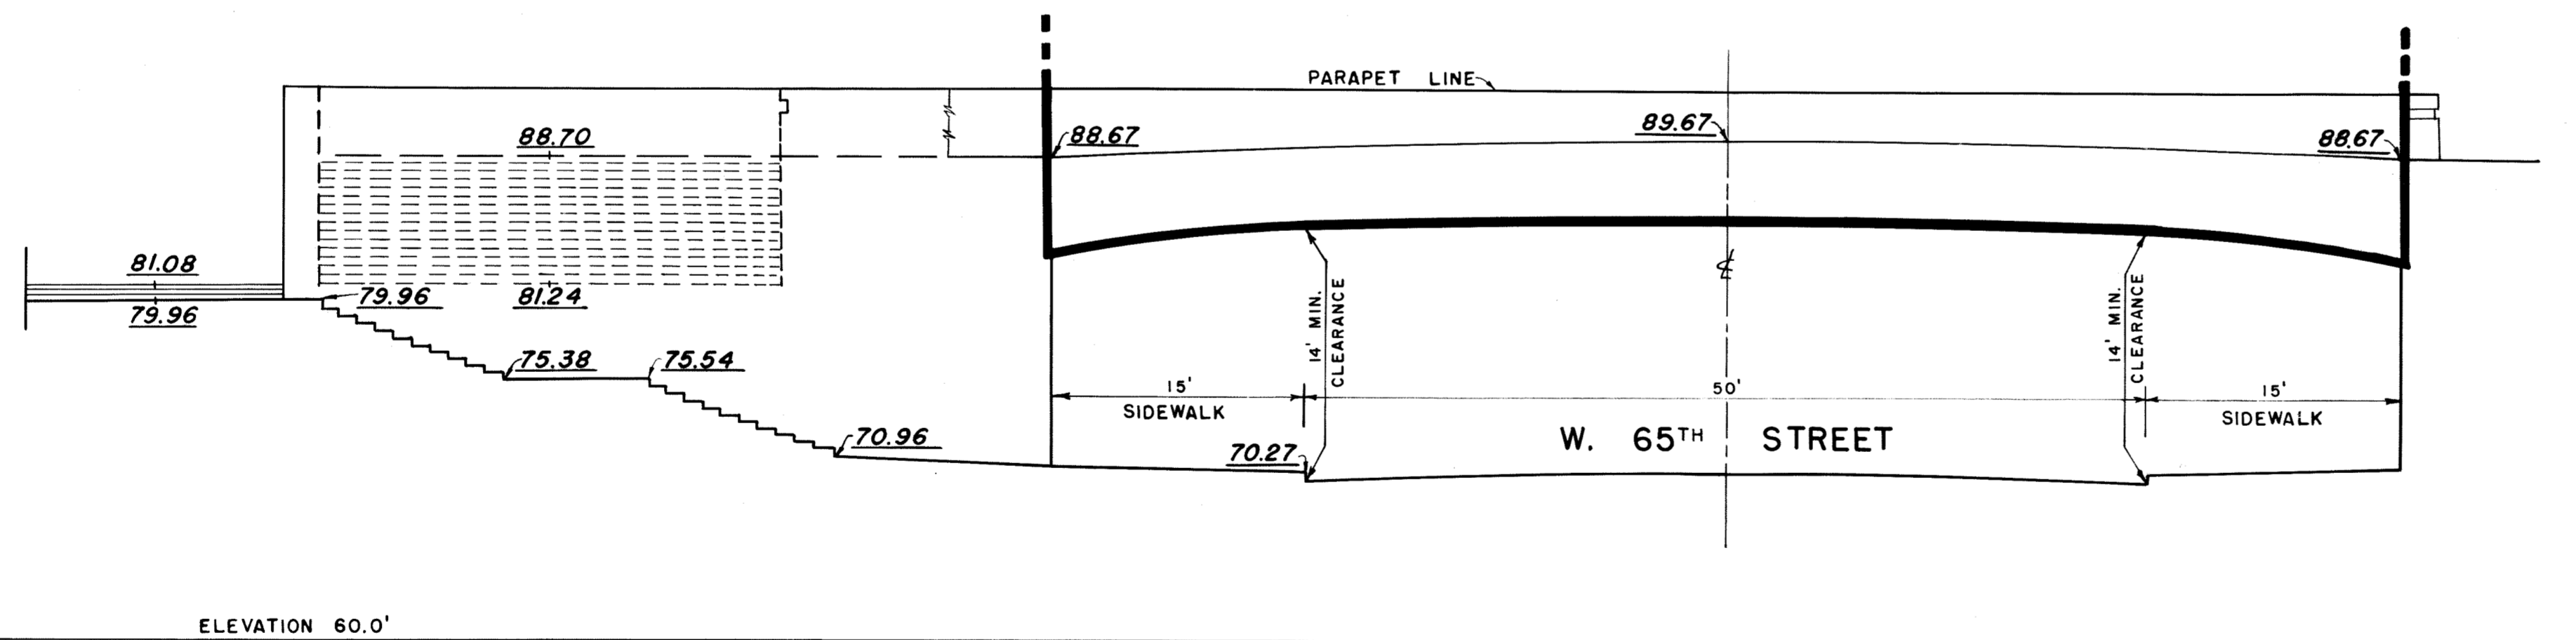 PARAPET LINE
88.70
88.67
89.67
88.67
81.08
79.96
79.96
81.24
75.38
75.54
70.96
14' MIN.
CLEARANCE
℄
14' MIN.
CLEARANCE
15'
SIDEWALK
50'
15'
SIDEWALK
70.27
W. 65TH STREET
ELEVATION 60.0'